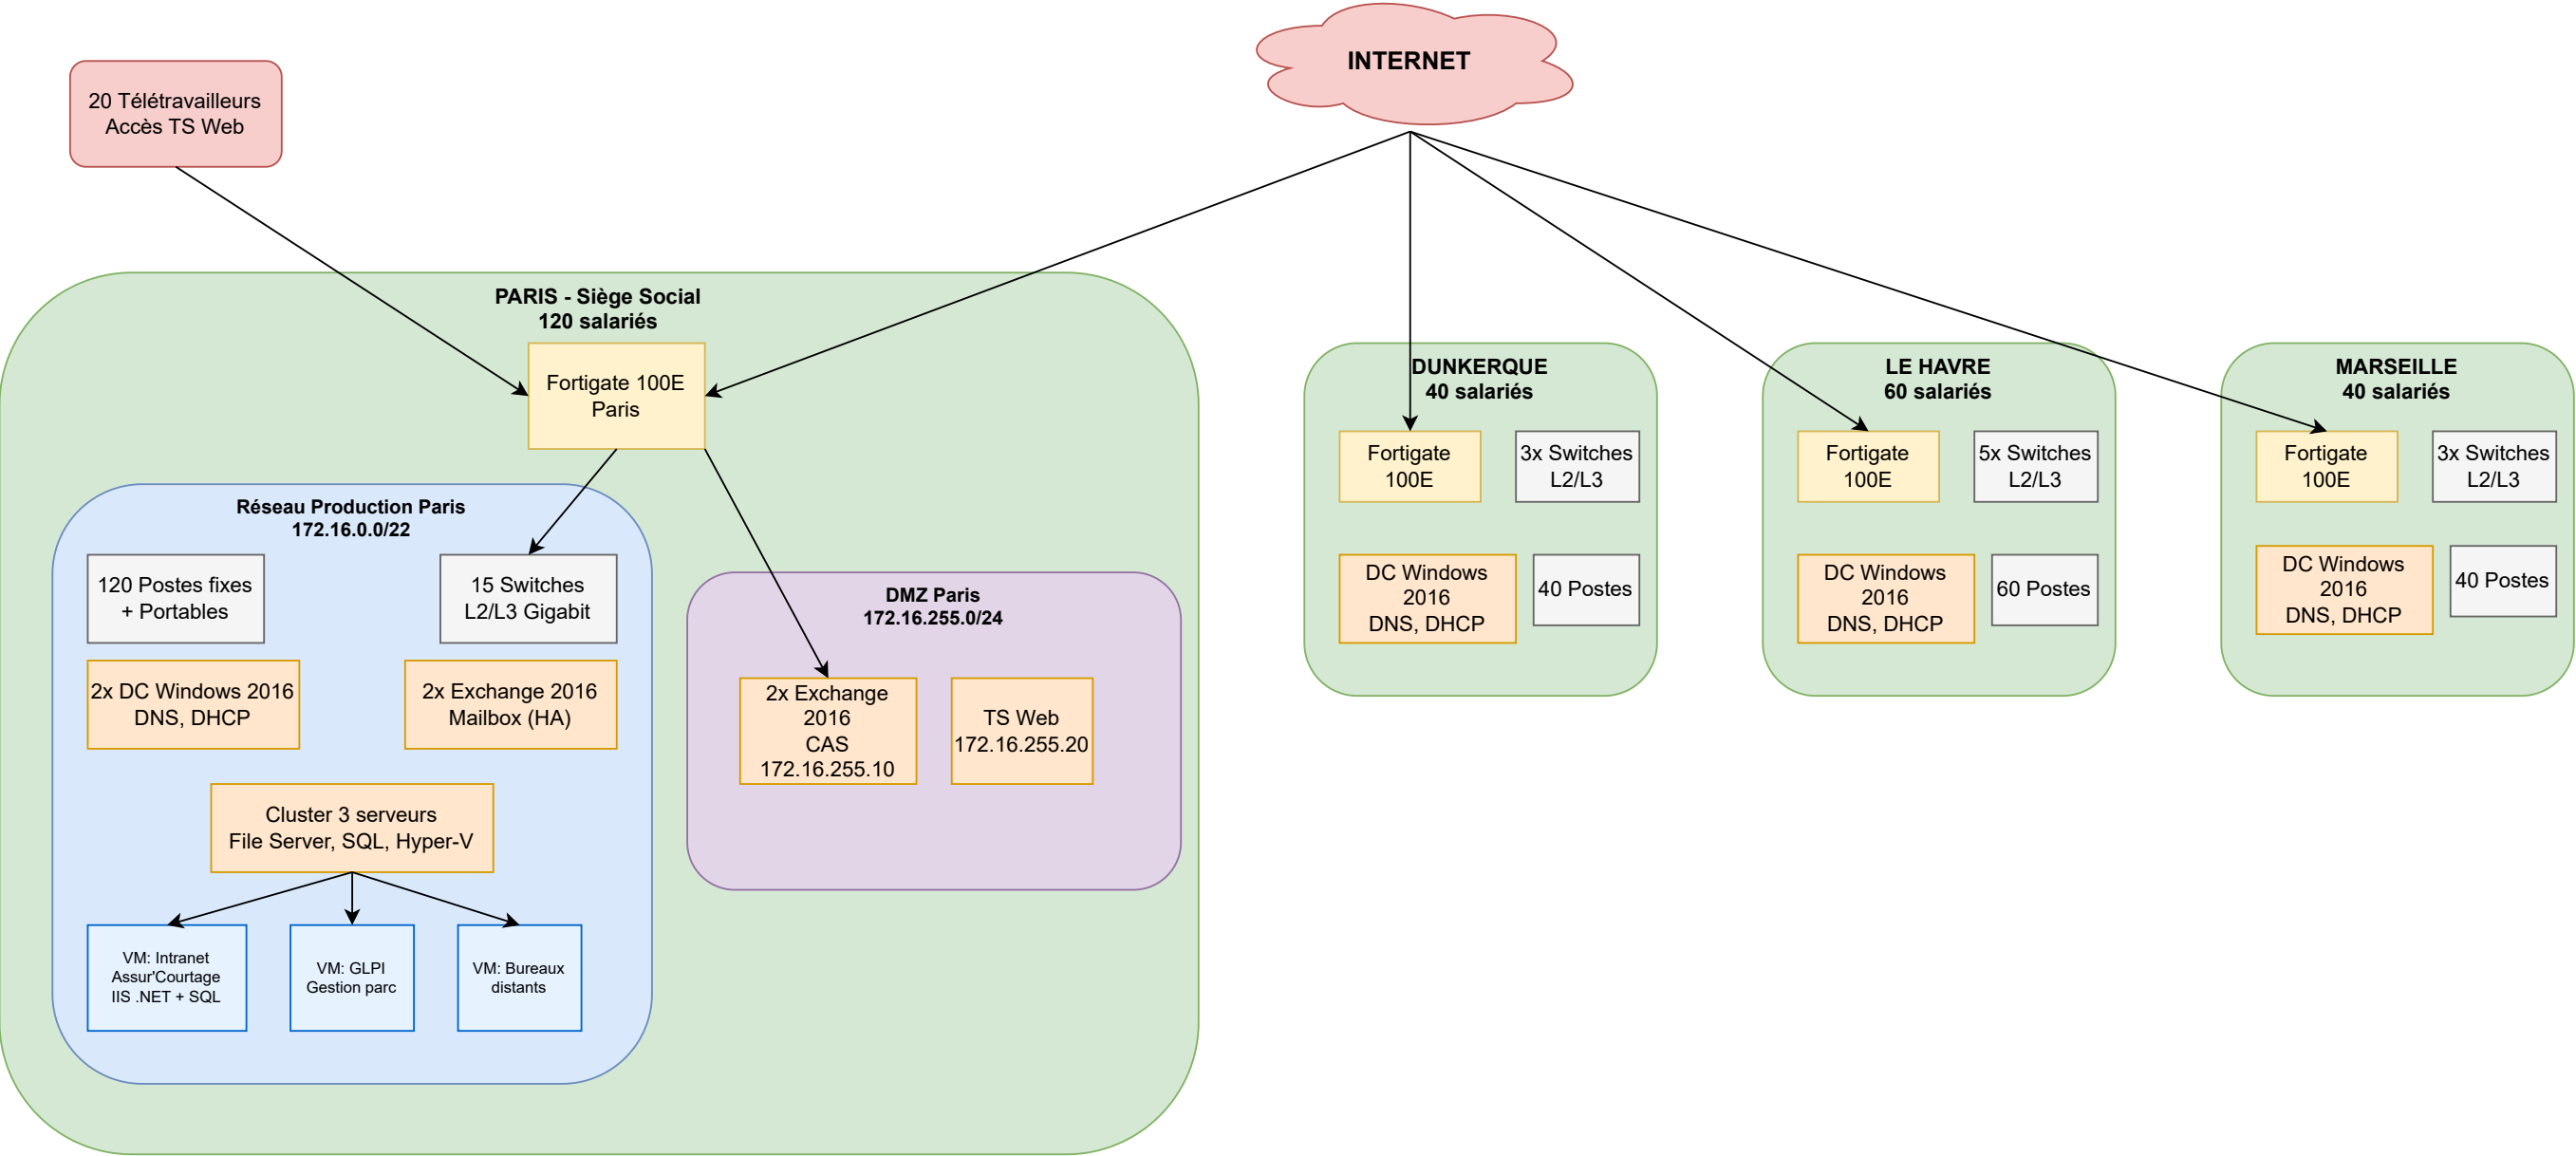 INTERNET
20 Télétravailleurs
Accès TS Web
PARIS - Siège Social
120 salariés
Fortigate 100E
Paris
Réseau Production Paris
172.16.0.0/22
120 Postes fixes
+ Portables
15 Switches
L2/L3 Gigabit
2x DC Windows 2016
DNS, DHCP
2x Exchange 2016
Mailbox (HA)
Cluster 3 serveurs
File Server, SQL, Hyper-V
VM: Intranet
Assur'Courtage
IIS .NET + SQL
VM: GLPI
Gestion parc
VM: Bureaux
distants
DMZ Paris
172.16.255.0/24
2x Exchange
2016
CAS
172.16.255.10
TS Web
172.16.255.20
DUNKERQUE
40 salariés
Fortigate
100E
3x Switches
L2/L3
DC Windows
2016
DNS, DHCP
40 Postes
LE HAVRE
60 salariés
Fortigate
100E
5x Switches
L2/L3
DC Windows
2016
DNS, DHCP
60 Postes
MARSEILLE
40 salariés
Fortigate
100E
3x Switches
L2/L3
DC Windows
2016
DNS, DHCP
40 Postes